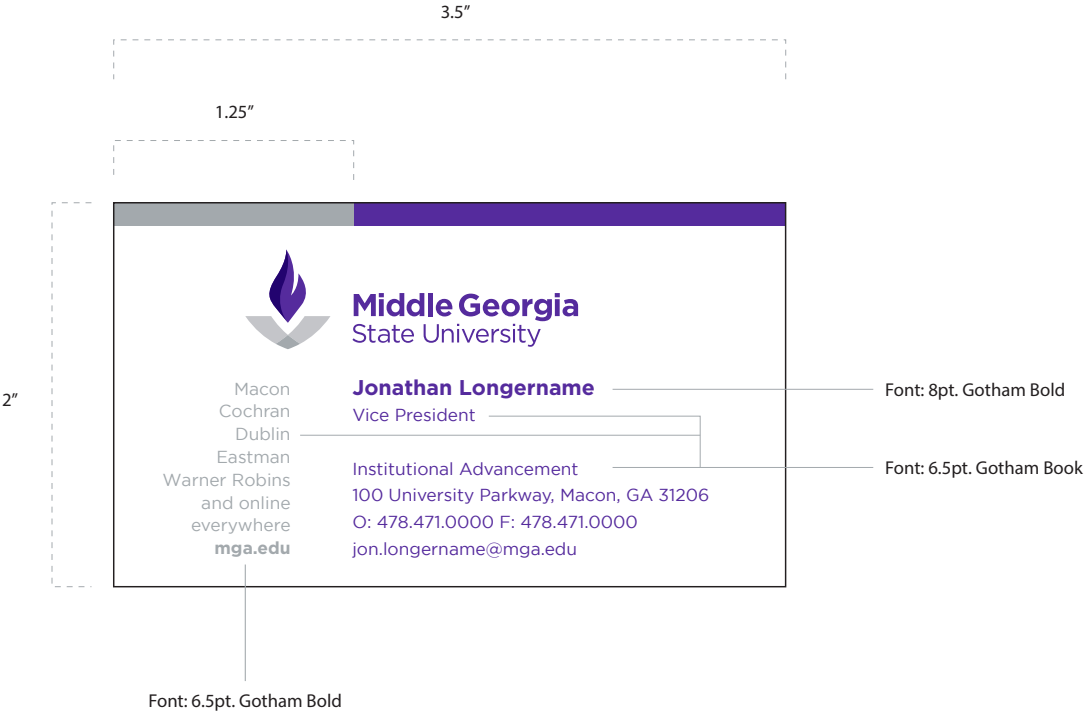 3.5”
1.25”
2”
Middle Georgia
State University
Macon
Cochran
Dublin
Eastman
Warner Robins
and online
everywhere
mga.edu
Jonathan Longername
Vice President
Institutional Advancement
100 University Parkway, Macon, GA 31206
O: 478.471.0000 F: 478.471.0000
jon.longername@mga.edu
Font: 8pt. Gotham Bold
Font: 6.5pt. Gotham Book
Font: 6.5pt. Gotham Bold